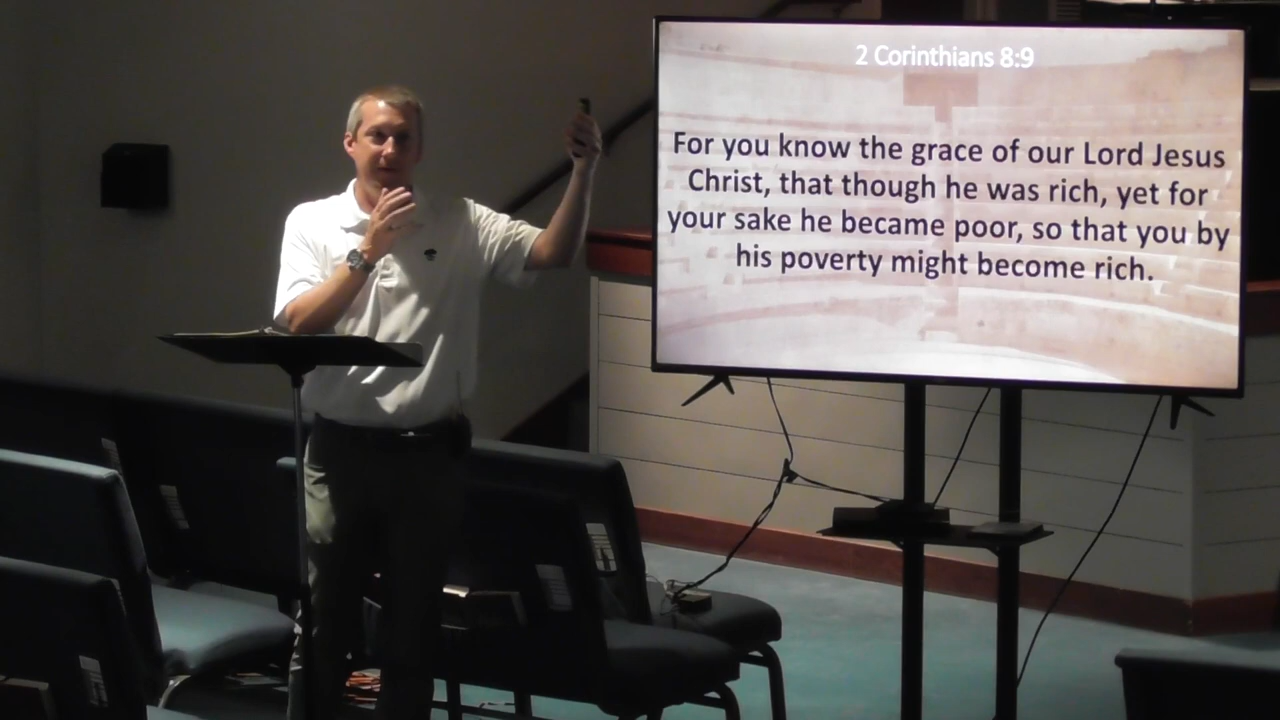 2 Corinthians 8:9
For you know the grace of our Lord Jesus
Christ, that though he was rich, yet for
your sake he became poor, so that you by
his poverty might become rich.